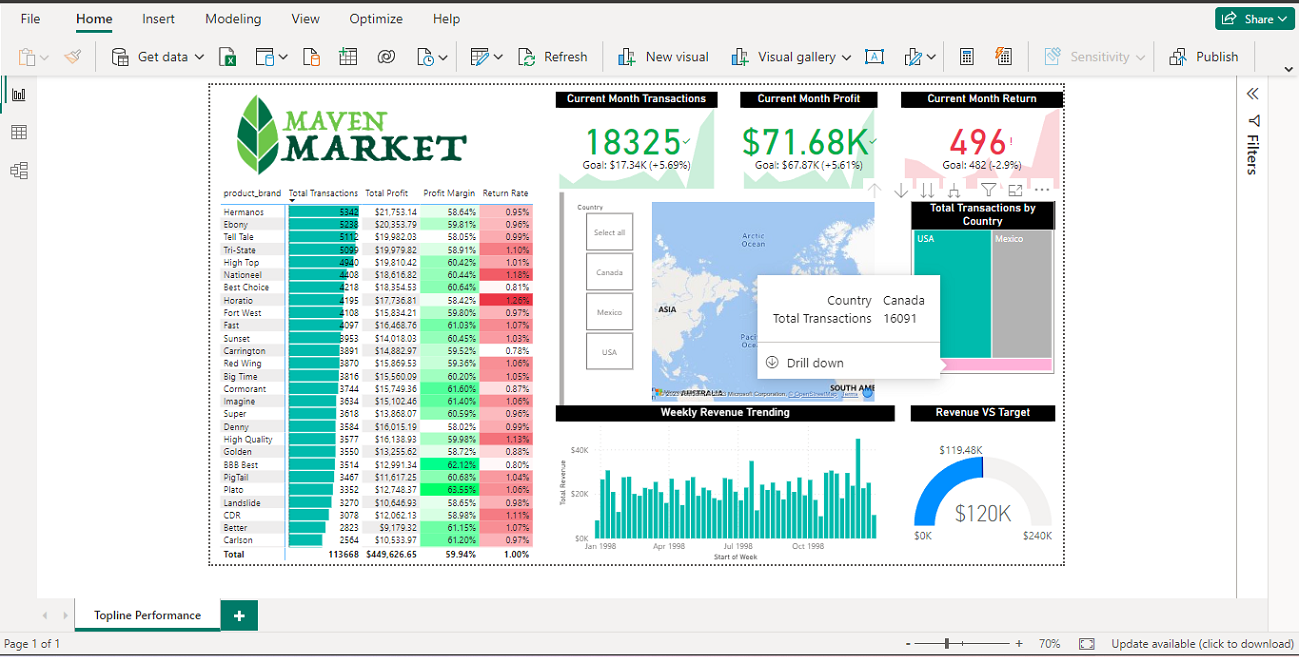 File Home Insert Modeling View Optimize Help Share
Get data Refresh New visual Visual gallery Sensitivity Publish
Filters
MAVEN
MARKET
Current Month Transactions
18325
Goal: $17.34K (+5.69%)
Current Month Profit
$71.68K
Goal: $67.87K (+5.61%)
Current Month Return
496!
Goal: 482 (-2.9%)
product_brand Total Transactions Total Profit Profit Margin Return Rate
Hermanos 5342 $21,753.14 58.64% 0.95%
Ebony 5238 $20,353.79 59.81% 0.96%
Tell Tale 5112 $19,982.03 58.05% 0.99%
Tri-State 5099 $19,979.82 58.91% 1.10%
High Top 4940 $19,810.42 60.42% 1.01%
Nationeel 4408 $18,616.82 60.44% 1.18%
Best Choice 4218 $18,354.53 60.64% 0.81%
Horatio 4195 $17,736.81 58.42% 1.26%
Fort West 4108 $15,834.21 59.80% 0.97%
Fast 4097 $16,468.76 61.03% 1.07%
Sunset 3953 $14,018.03 60.45% 1.03%
Carrington 3891 $14,882.97 59.52% 0.78%
Red Wing 3870 $15,869.53 59.36% 1.06%
Big Time 3816 $15,560.09 60.20% 1.05%
Cormorant 3744 $15,749.36 61.60% 0.87%
Imagine 3634 $15,102.46 61.40% 1.06%
Super 3618 $13,868.07 60.59% 0.96%
Denny 3584 $16,015.19 58.02% 0.99%
High Quality 3577 $16,138.93 59.98% 1.13%
Golden 3550 $13,255.62 58.72% 0.88%
BBB Best 3514 $12,991.34 62.12% 0.80%
PigTail 3467 $11,617.25 60.68% 1.04%
Plato 3352 $12,748.37 63.55% 1.06%
Landslide 3270 $10,646.93 58.65% 0.98%
CDR 3078 $12,062.13 58.98% 1.11%
Better 2823 $9,179.32 61.15% 1.07%
Carlson 2564 $10,533.97 61.20% 0.97%
Total 113668 $449,626.65 59.94% 1.00%
Country
Select all
Canada
Mexico
USA
Arctic
Ocean
ASIA
AUSTRALIA
SOUTH AME
Microsoft Corporation, © OpenStreetMap Terms
Total Transactions by
Country
USA
Mexico
Country Canada
Total Transactions 16091
Drill down
Weekly Revenue Trending
Total Revenue
$40K
$20K
$0K
Jan 1998 Apr 1998 Jul 1998 Oct 1998
Start of Week
Revenue VS Target
$119.48K
$120K
$0K
$240K
Topline Performance +
Page 1 of 1
- + 70% Update available (click to download)